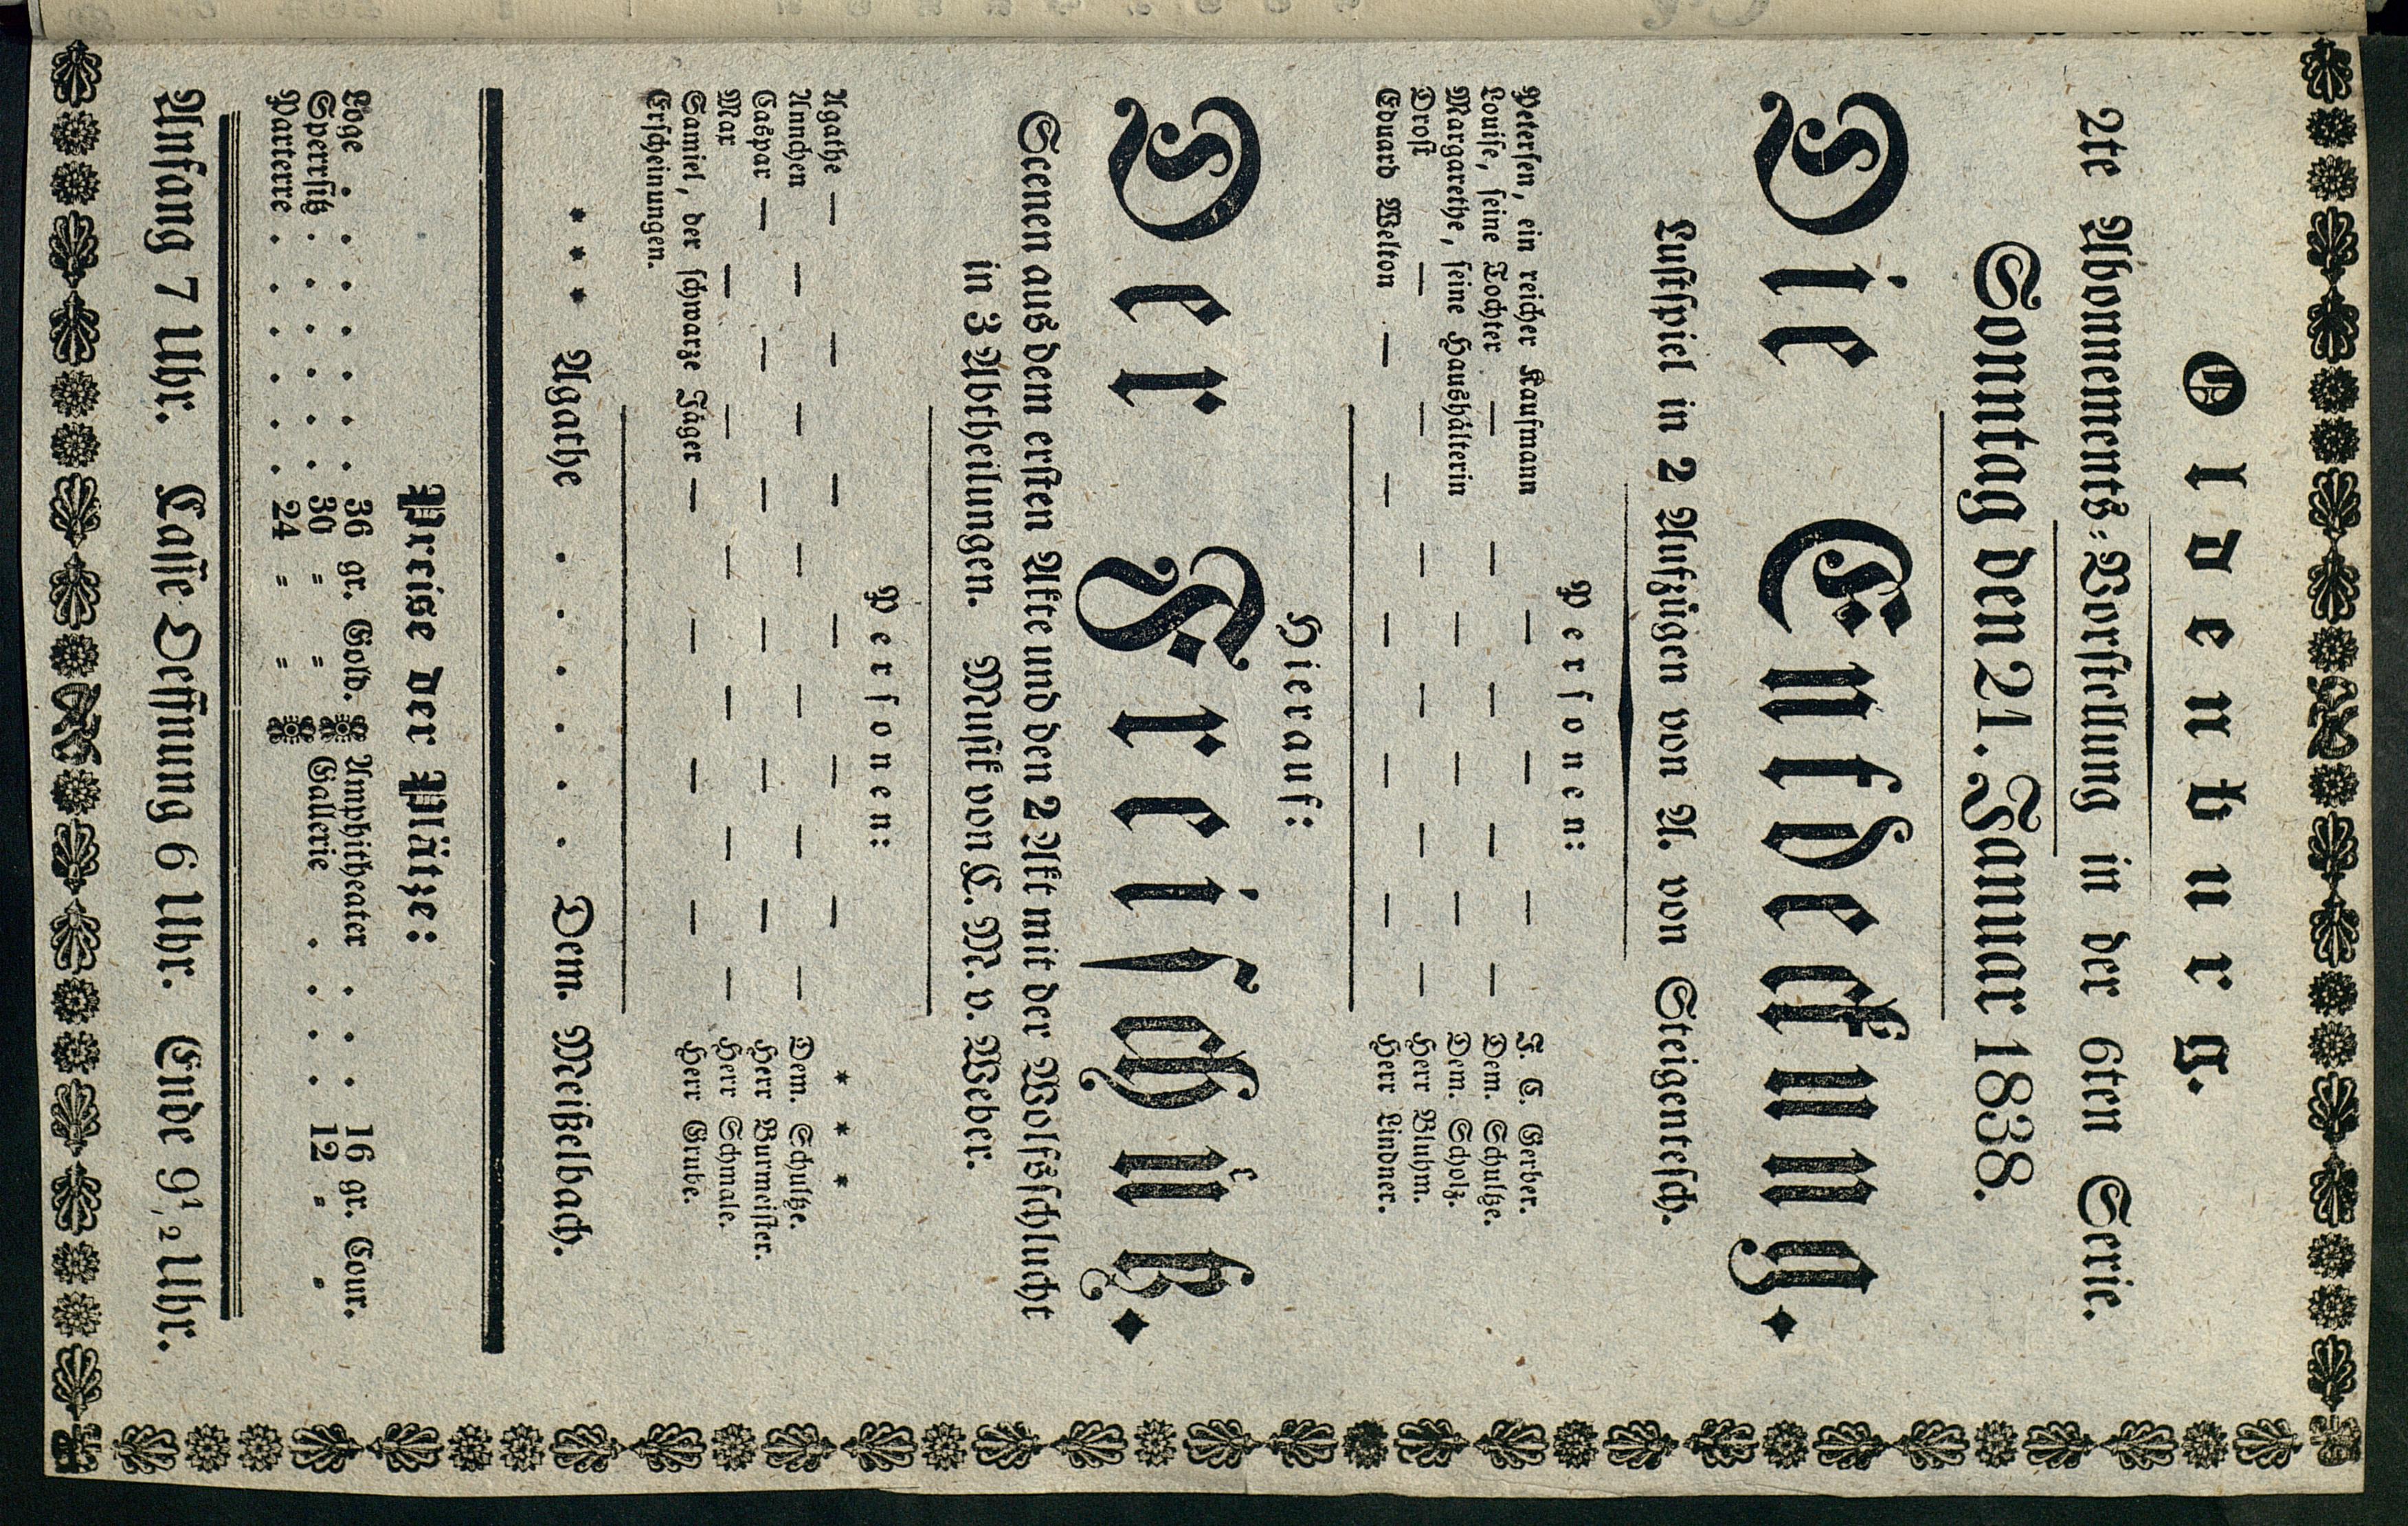 Oldenburg.
2te Abonnements-Vorstellung in der 6ten Serie.
Sonntag den 21. Januar 1838.
Die Entdeckung.
Lustspiel in 2 Aufzügen von A. von Steigentesch.
Personen:
Petersen, ein reicher Kaufmann — — — J. C. Gerber.
Louise, seine Tochter — — — — — Dem. Schultze.
Margarethe, seine Haushälterin — — — Dem. Scholz.
Drost — — — — — — Herr Bluhm.
Eduard Welton — — — — — Herr Lindner.
Hierauf:
Der Freischütz.
Scenen aus dem ersten Akte und den 2 Akt mit der Wolfsschlucht
in 3 Abtheilungen. Musik von C. M. v. Weber.
Personen:
Agathe — — — — — — * * *
Annchen — — — — — — Dem. Schultze.
Caspar — — — — — — Herr Burmeister.
Max — — — — — — Herr Schmale.
Samiel, der schwarze Jäger — — — — Herr Grube.
Erscheinungen.
* * * Agathe . . . . . . Dem. Meißelbach.
Preise der Plätze:
Loge . . . . . . . 36 gr. Gold. Amphitheater . . . 16 gr. Cour.
Sperrsitz . . . . . . 30 " " Gallerie . . . . 12 " "
Parterre . . . . . . 24 " "
Anfang 7 Uhr. Casse-Oeffnung 6 Uhr. Ende 9 1/2 Uhr.